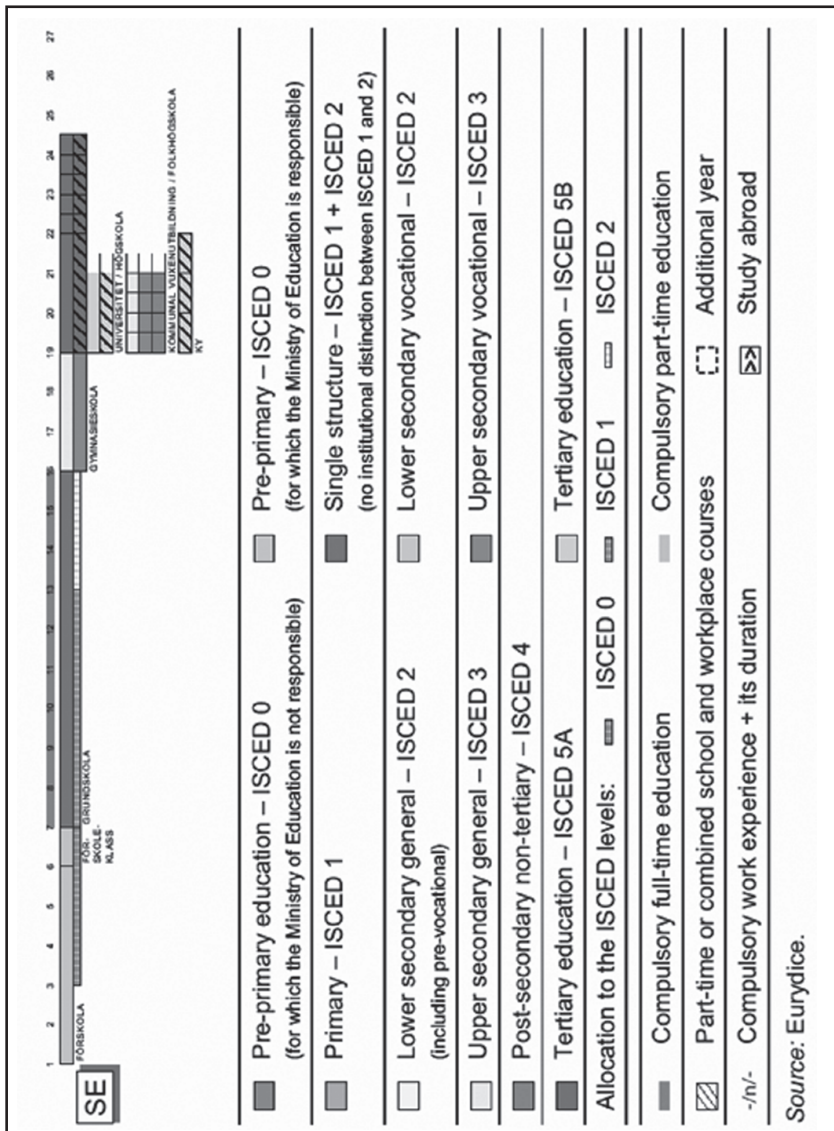 SE
1 2 3 4 5 6 7 8 9 10 11 12 13 14 15 16 17 18 19 20 21 22 23 24 25 26 27
FÖRSKOLA
FÖR-
SKOLE-
KLASS
GRUNDSKOLA
GYMNASIESKOLA
UNIVERSITET / HÖGSKOLA
KOMMUNAL VUXENUTBILDNING / FOLKHÖGSKOLA
KY
Pre-primary education – ISCED 0
(for which the Ministry of Education is not responsible)
Pre-primary – ISCED 0
(for which the Ministry of Education is responsible)
Primary – ISCED 1
Single structure – ISCED 1 + ISCED 2
(no institutional distinction between ISCED 1 and 2)
Lower secondary general – ISCED 2
(including pre-vocational)
Lower secondary vocational – ISCED 2
Upper secondary general – ISCED 3
Upper secondary vocational – ISCED 3
Post-secondary non-tertiary – ISCED 4
Tertiary education – ISCED 5A
Tertiary education – ISCED 5B
Allocation to the ISCED levels: ISCED 0 ISCED 1 ISCED 2
Compulsory full-time education
Compulsory part-time education
Part-time or combined school and workplace courses
Additional year
-/n/- Compulsory work experience + its duration
>> Study abroad
Source: Eurydice.